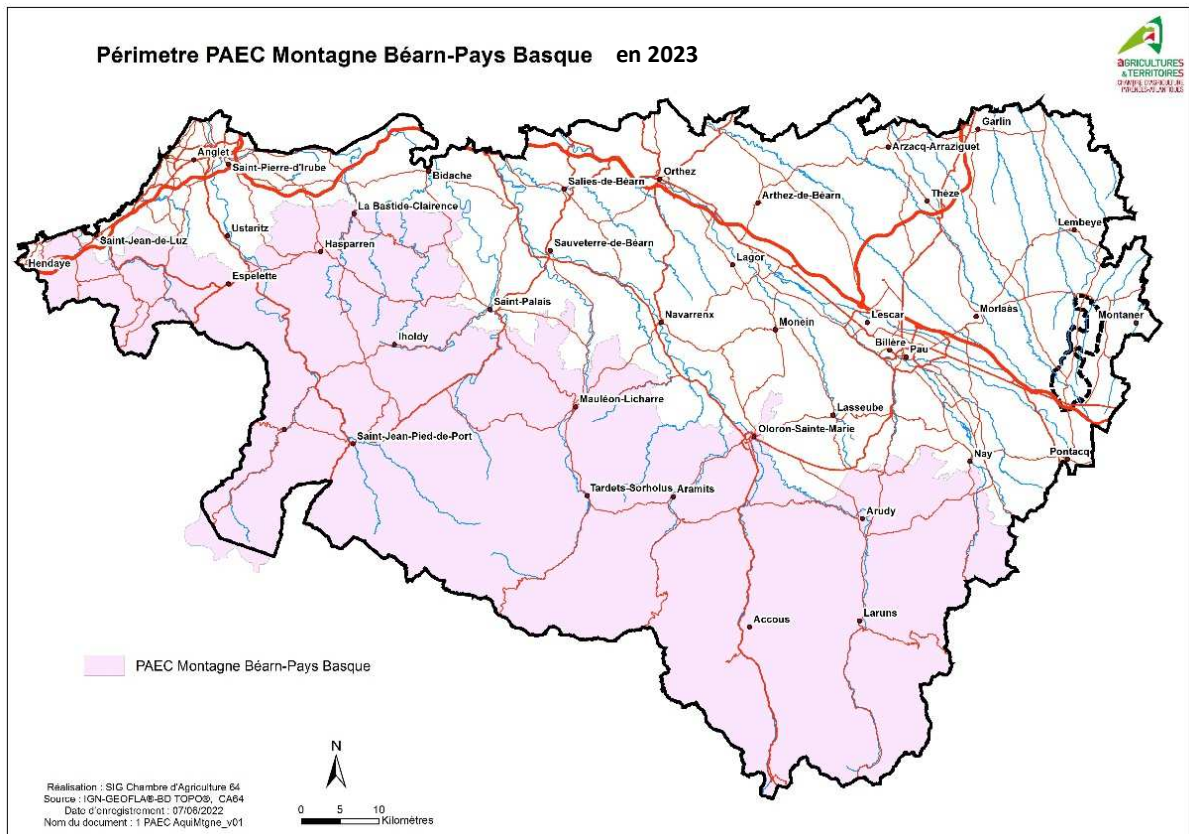 Périmetre PAEC Montagne Béarn-Pays Basque en 2023
AGRICULTURES
& TERRITOIRES
CHAMBRE D'AGRICULTURE
PYRÉNÉES-ATLANTIQUES
Garlin
Arzacq-Arraziguet
Anglet
Saint-Pierre-d'Irube
Bidache
Orthez
Salies-de-Béarn
Arthez-de-Béarn
Thèze
La Bastide-Clairence
Lembeye
Saint-Jean-de-Luz
Ustaritz
Hasparren
Sauveterre-de-Béarn
Hendaye
Lagor
Espelette
Saint-Palais
Navarrenx
Monein
Lescar
Morlaàs
Montaner
Iholdy
Billère
Pau
Mauléon-Licharre
Lasseube
Saint-Jean-Pied-de-Port
Oloron-Sainte-Marie
Nay
Pontacq
Tardets-Sorholus
Aramits
Arudy
Accous
Laruns
PAEC Montagne Béarn-Pays Basque
N
Réalisation : SIG Chambre d'Agriculture 64
Source : IGN-GEOFLA®-BD TOPO®, CA64
Date d'enregistrement : 07/06/2022
Nom du document : 1 PAEC AquiMtgne_v01
0 5 10
Kilomètres